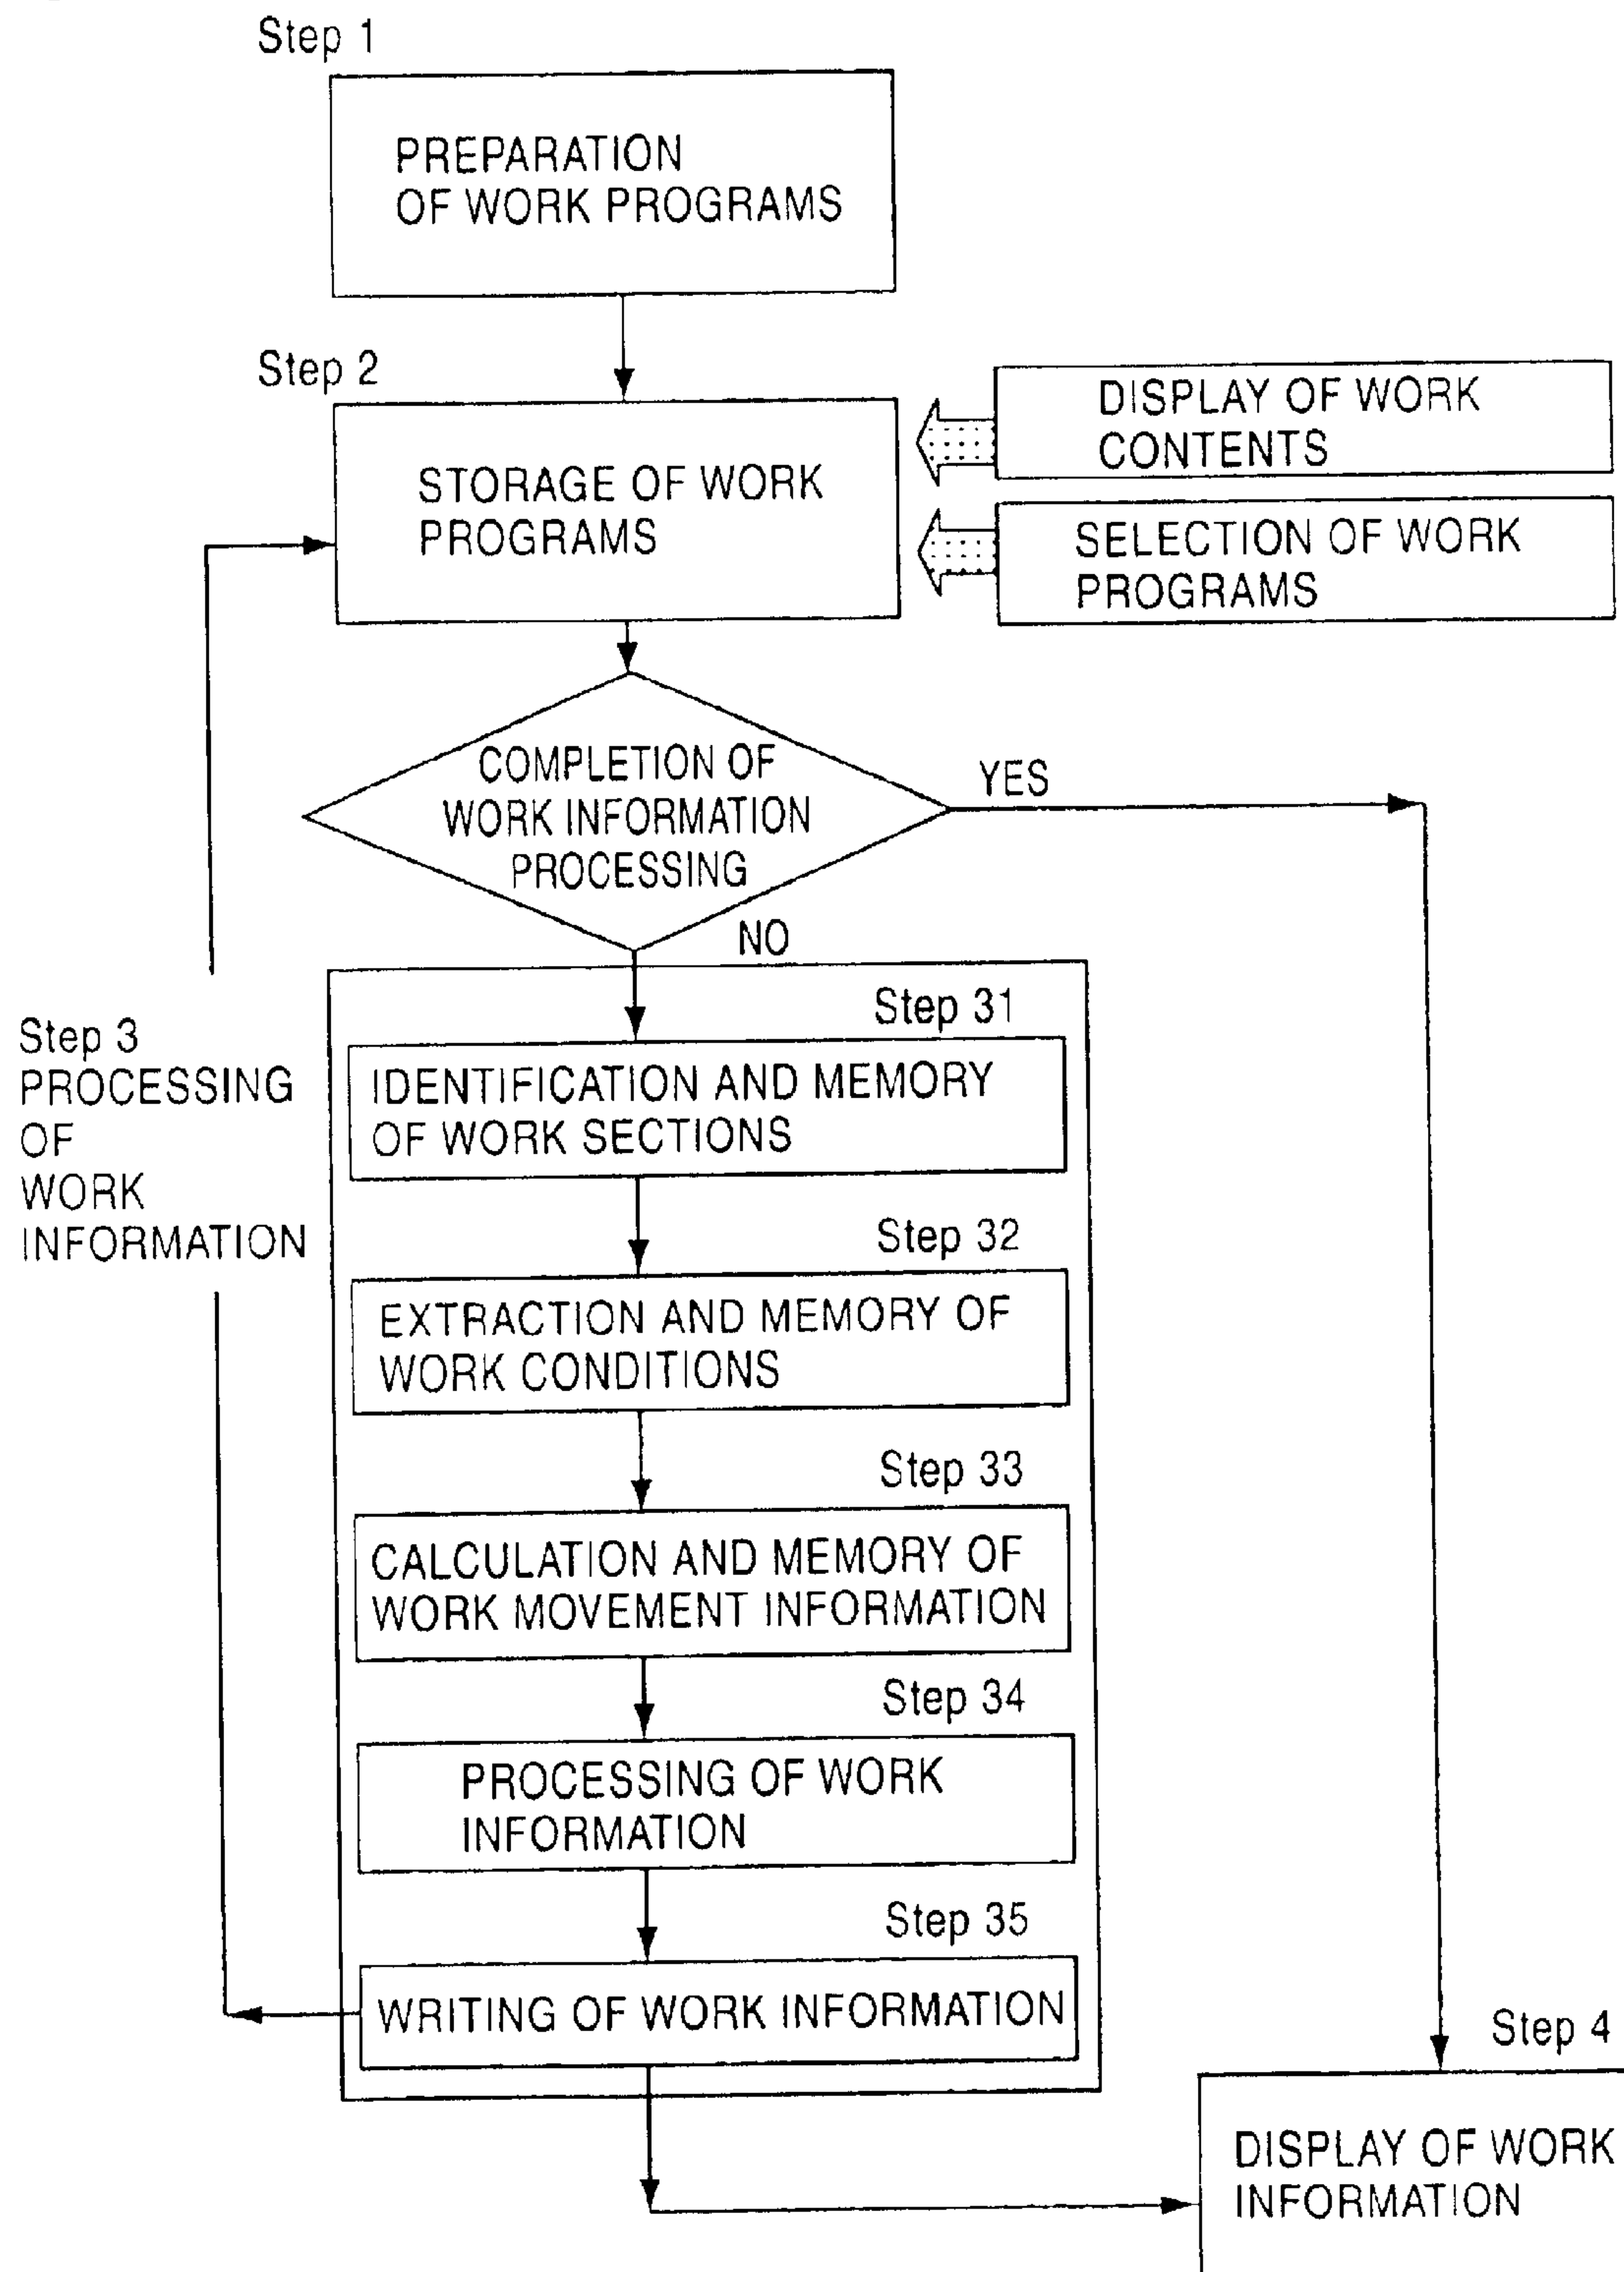 Step 1
PREPARATION
OF WORK PROGRAMS
Step 2
STORAGE OF WORK
PROGRAMS
DISPLAY OF WORK
CONTENTS
SELECTION OF WORK
PROGRAMS
COMPLETION OF
WORK INFORMATION
PROCESSING
YES
NO
Step 3
PROCESSING
OF
WORK
INFORMATION
Step 31
IDENTIFICATION AND MEMORY
OF WORK SECTIONS
Step 32
EXTRACTION AND MEMORY OF
WORK CONDITIONS
Step 33
CALCULATION AND MEMORY OF
WORK MOVEMENT INFORMATION
Step 34
PROCESSING OF WORK
INFORMATION
Step 35
WRITING OF WORK INFORMATION
Step 4
DISPLAY OF WORK
INFORMATION